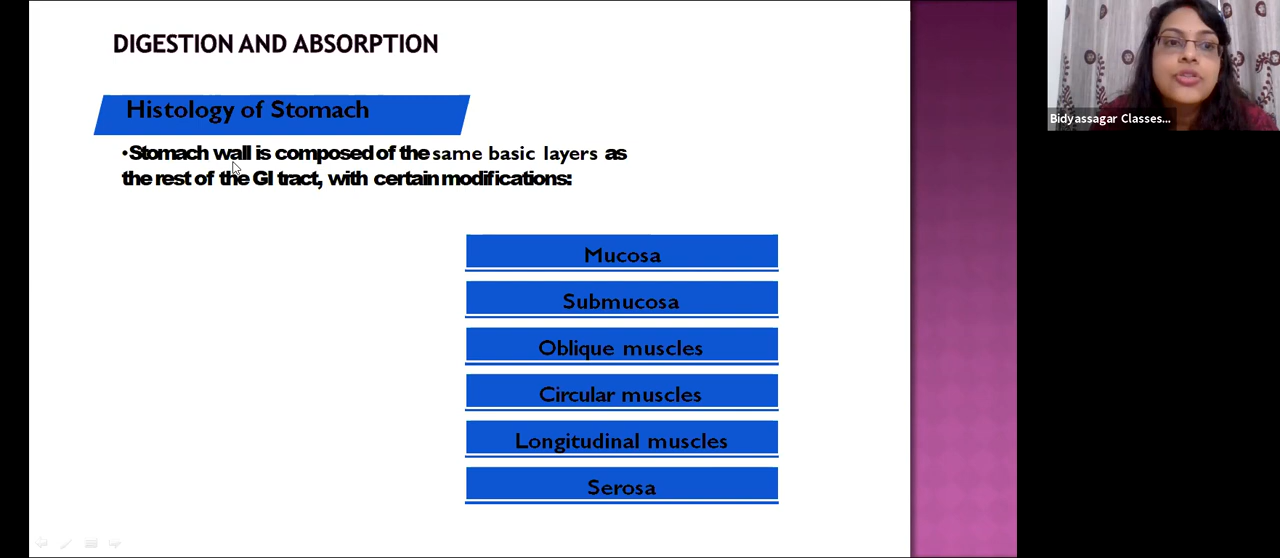 DIGESTION AND ABSORPTION
Histology of Stomach
•Stomach wall is composed of the same basic layers as
the rest of the GI tract, with certain modifications:
Mucosa
Submucosa
Oblique muscles
Circular muscles
Longitudinal muscles
Serosa
Bidyassagar Classes...